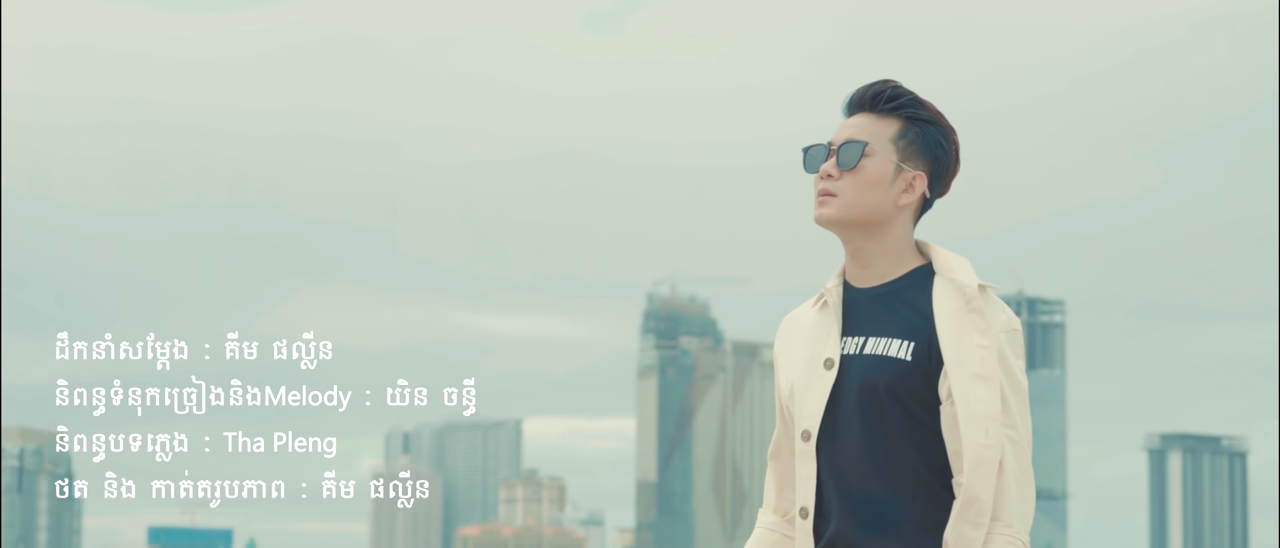 ដឹកនាំសម្តែង : គីម ផល្លីន
និពន្ធទំនុកច្រៀងនិងMelody : ឃិន ចន្ធី
និពន្ធបទភ្លេង : Tha Pleng
ថត និង កាត់តរូបភាព : គីម ផល្លីន
EDGY MINIMAL